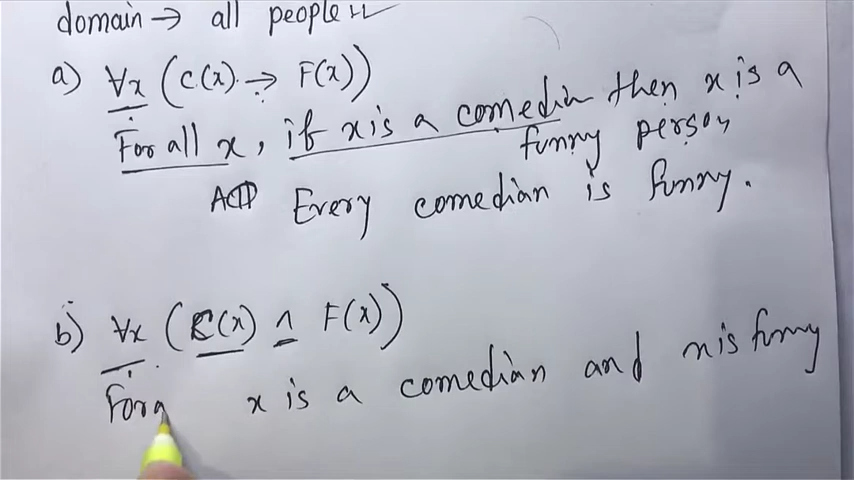 domain → all people
a) ∀x (C(x) → F(x))
For all x, if x is a comedian then x is a
funny person
Every comedian is funny.
b) ∀x (C(x) ∧ F(x))
For a x is a comedian and x is funny